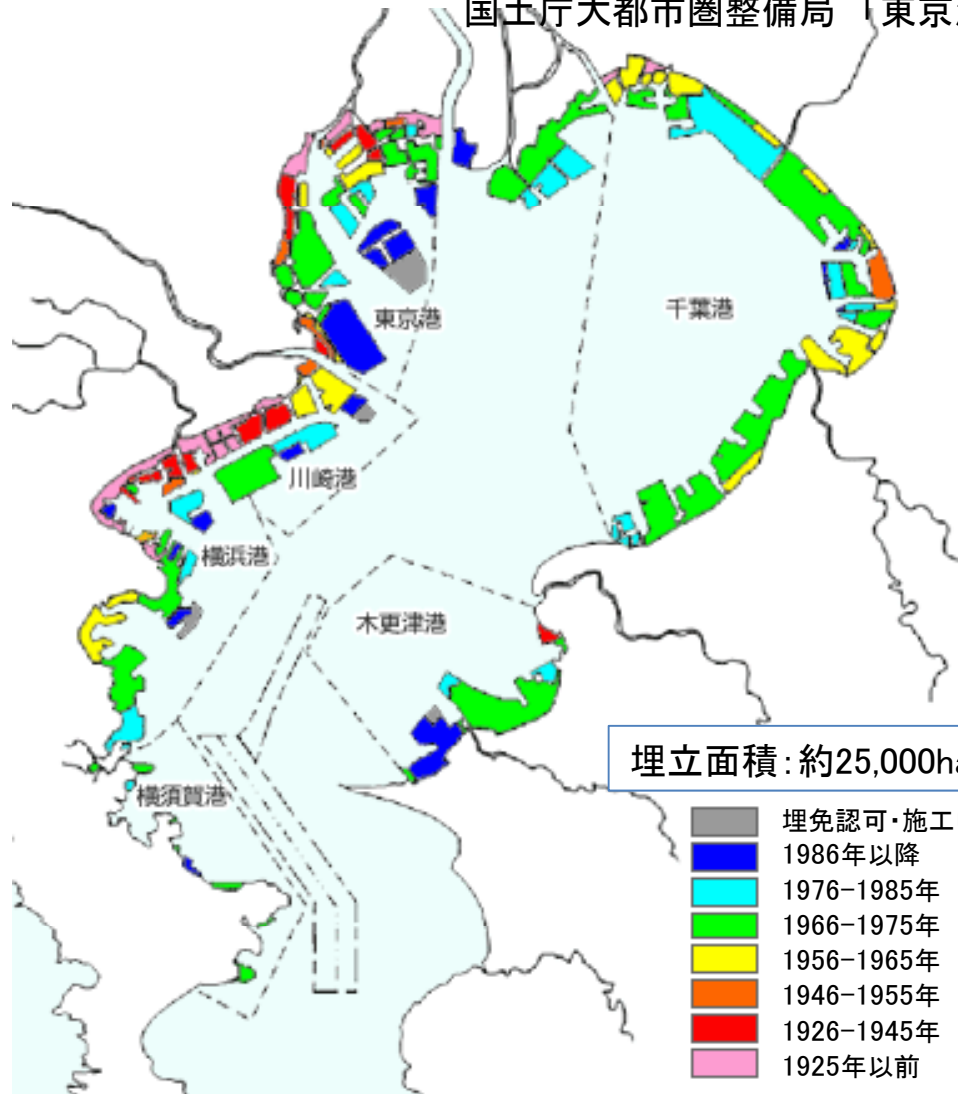 国土庁大都市圏整備局 「東京
東京港
千葉港
川崎港
横浜港
木更津港
横須賀港
埋立面積：約25,000ha
埋免認可・施工
1986年以降
1976−1985年
1966−1975年
1956−1965年
1946−1955年
1926−1945年
1925年以前